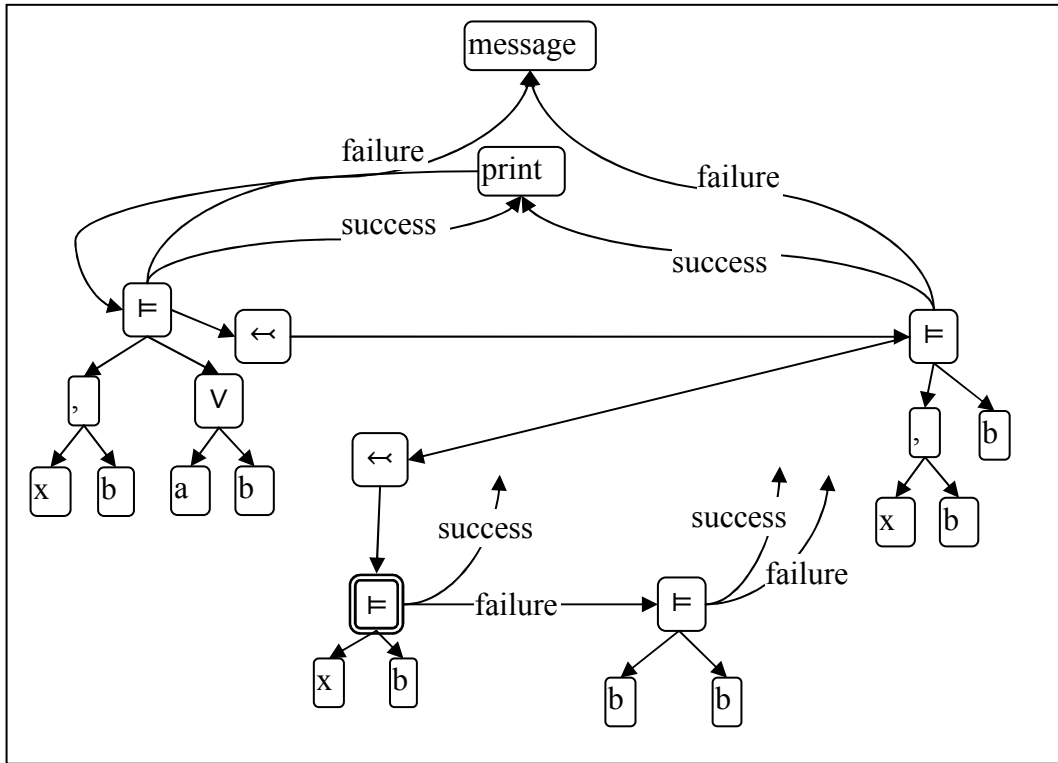 message
failure
print
failure
success
success
⊨
⤙
⊨
,
∨
,
b
x
b
a
b
⤙
x
b
success
success
failure
⊨
failure
⊨
x
b
b
b